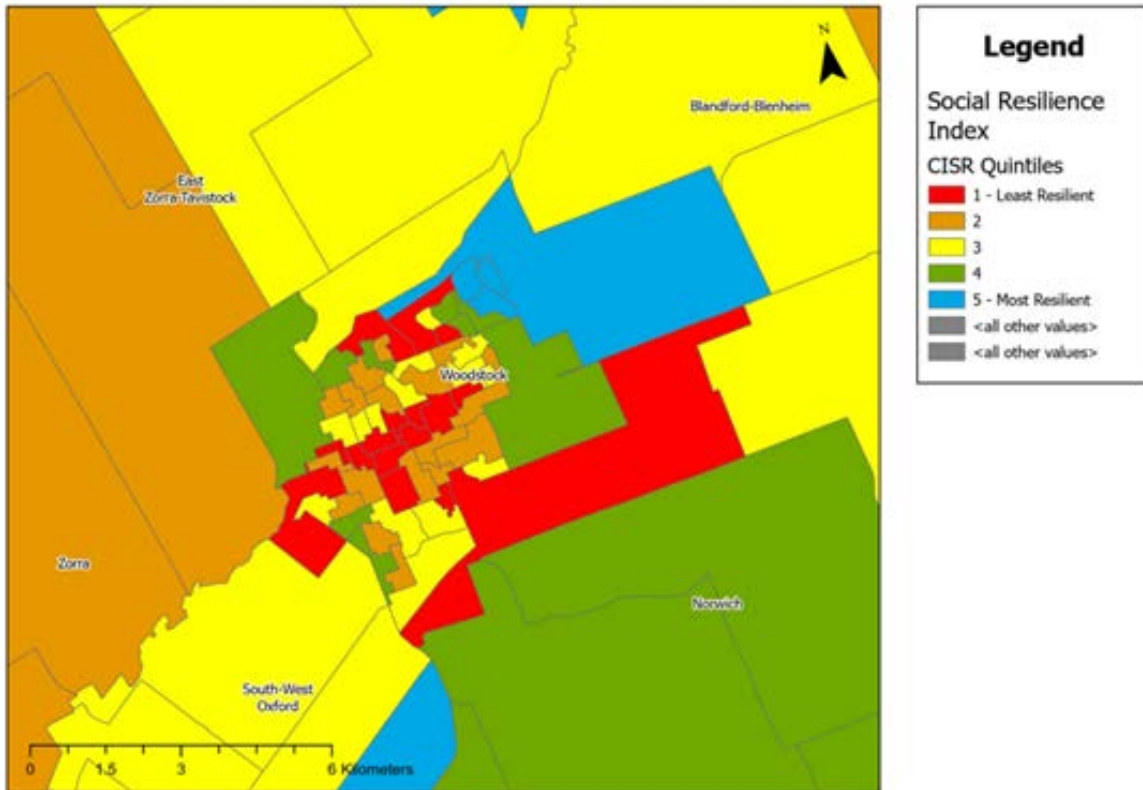 N
Blandford-Blenheim
East
Zorra-Tavistock
Woodstock
Zorra
Norwich
South-West
Oxford
0 1.5 3 6 Kilometers
Legend
Social Resilience
Index
CISR Quintiles
1 - Least Resilient
2
3
4
5 - Most Resilient
<all other values>
<all other values>